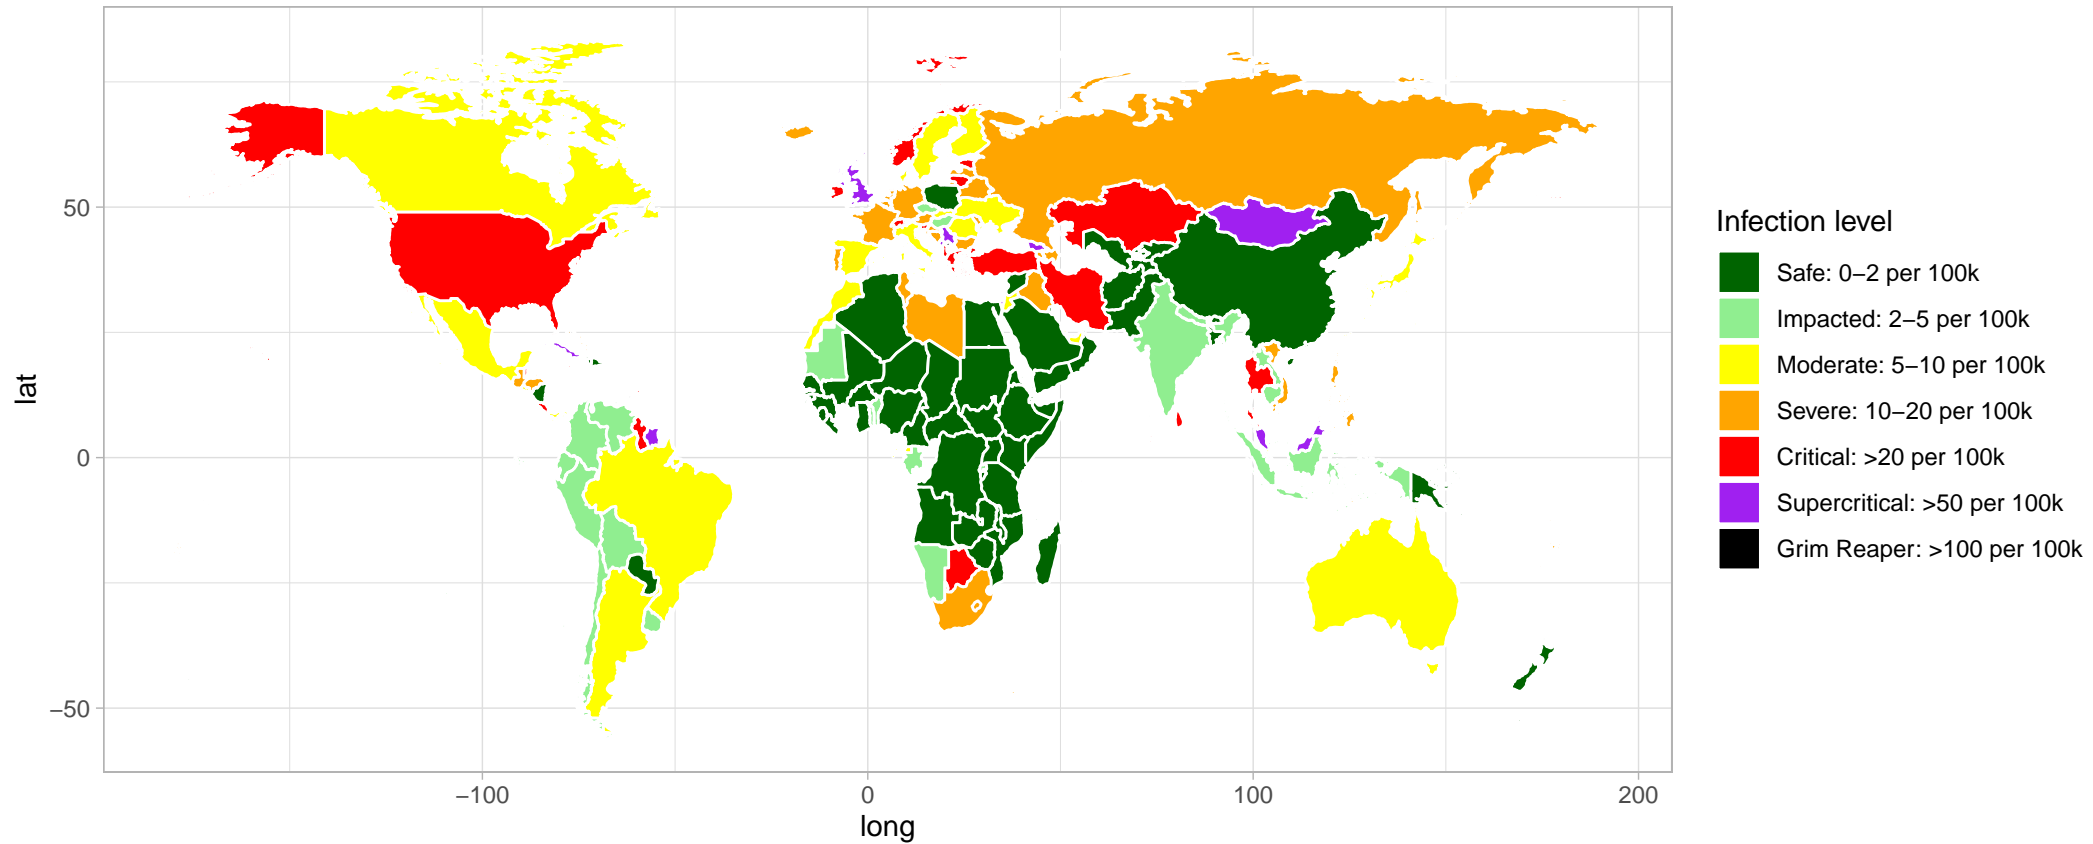 50
0
−50
lat
−100
0
100
200
long
Infection level
Safe: 0−2 per 100k
Impacted: 2−5 per 100k
Moderate: 5−10 per 100k
Severe: 10−20 per 100k
Critical: >20 per 100k
Supercritical: >50 per 100k
Grim Reaper: >100 per 100k